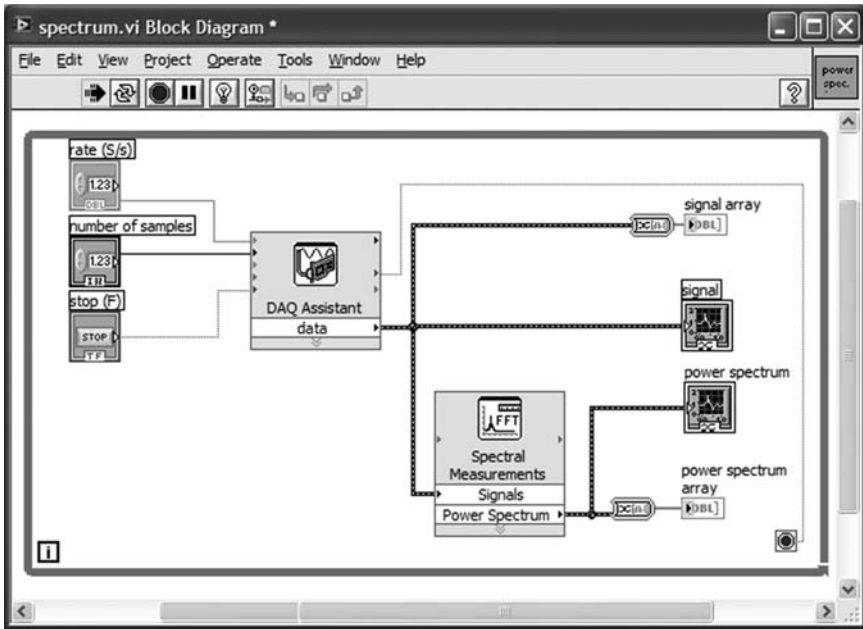 spectrum.vi Block Diagram *
File Edit View Project Operate Tools Window Help
power
spec.
rate (S/s)
1.23
DBL
number of samples
1.23
stop (F)
STOP
TF
DAQ Assistant
data
signal array
DBL
signal
power spectrum
FFT
Spectral
Measurements
Signals
Power Spectrum
power spectrum
array
DBL
i